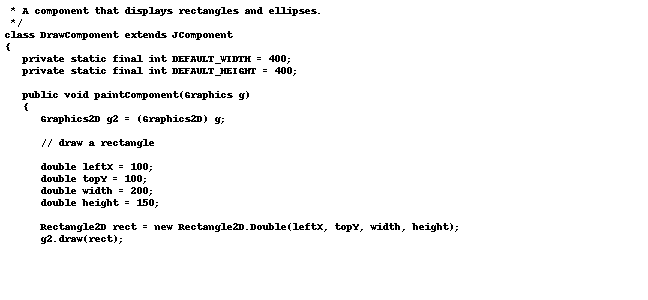 * A component that displays rectangles and ellipses.
*/
class DrawComponent extends JComponent
{
private static final int DEFAULT_WIDTH = 400;
private static final int DEFAULT_HEIGHT = 400;
public void paintComponent(Graphics g)
{
Graphics2D g2 = (Graphics2D) g;
// draw a rectangle
double leftX = 100;
double topY = 100;
double width = 200;
double height = 150;
Rectangle2D rect = new Rectangle2D.Double(leftX, topY, width, height);
g2.draw(rect);